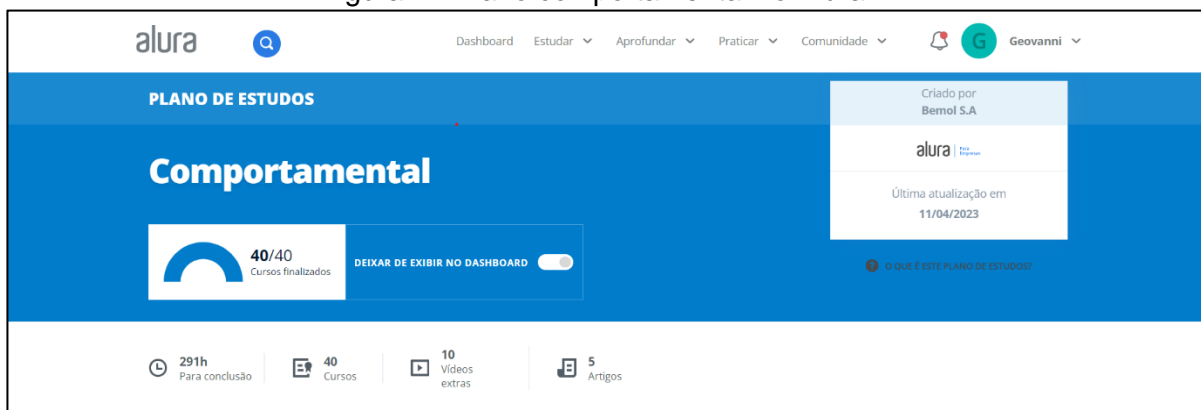 alura
Dashboard Estudar Aprofundar Praticar Comunidade G Geovanni
PLANO DE ESTUDOS
Criado por
Bemol S.A
alura Para Empresas
Última atualização em
11/04/2023
Comportamental
40/40
Cursos finalizados
DEIXAR DE EXIBIR NO DASHBOARD
? O QUE É ESTE PLANO DE ESTUDOS?
291h
Para conclusão
40
Cursos
10
Vídeos
extras
5
Artigos